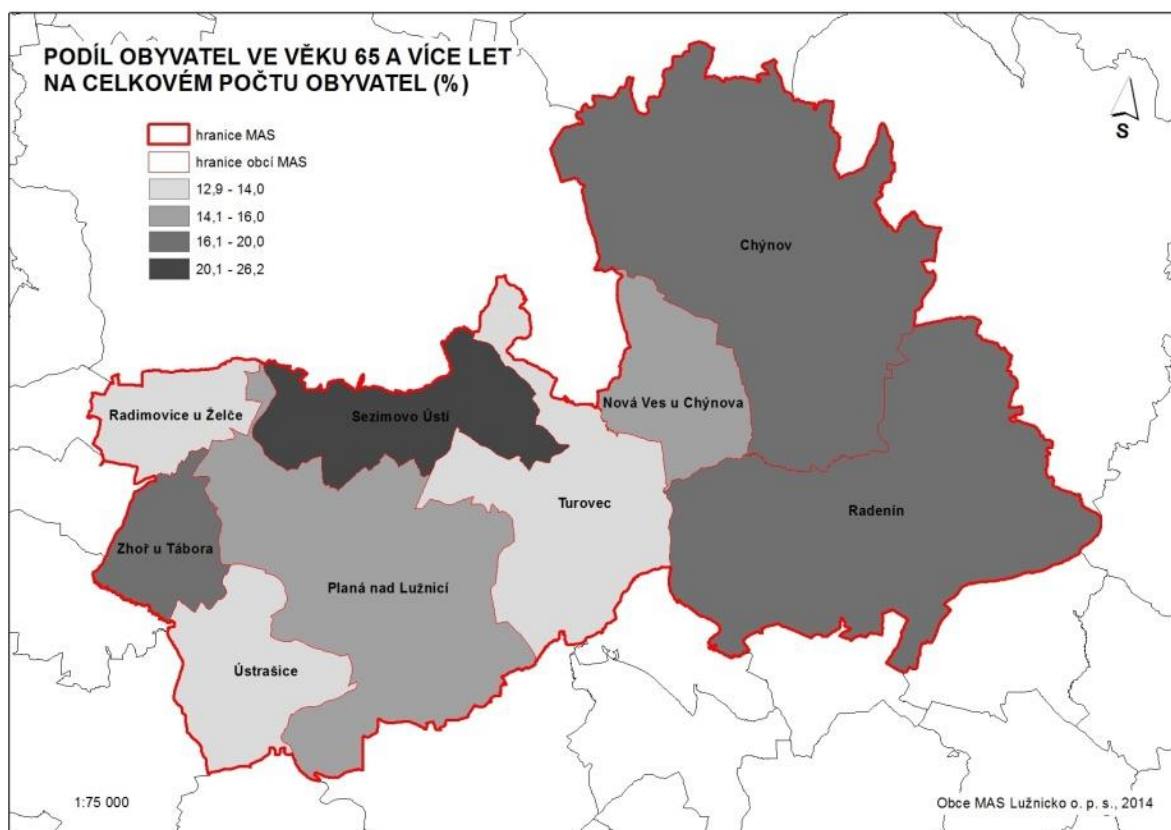 PODÍL OBYVATEL VE VĚKU 65 A VÍCE LET
NA CELKOVÉM POČTU OBYVATEL (%)
hranice MAS
hranice obcí MAS
12,9 - 14,0
14,1 - 16,0
16,1 - 20,0
20,1 - 26,2
S
Chýnov
Nová Ves u Chýnova
Radimovice u Želče
Sezimovo Ústí
Turovec
Radenín
Zhoř u Tábora
Planá nad Lužnicí
Ústrašice
1:75 000
Obce MAS Lužnicko o. p. s., 2014